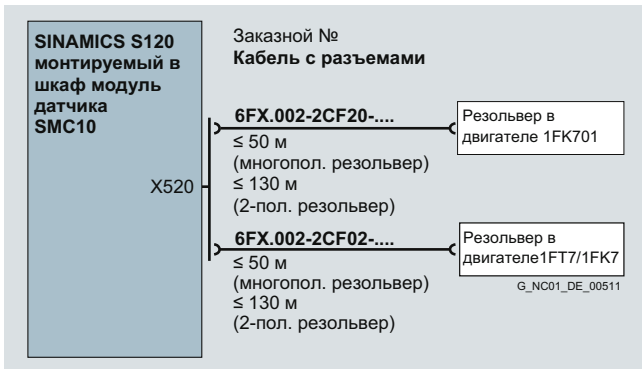 SINAMICS S120
монтируемый в
шкаф модуль
датчика
SMC10
X520
Заказной №
Кабель с разъемами
6FX.002-2CF20-....
≤ 50 м
(многопол. резольвер)
≤ 130 м
(2-пол. резольвер)
Резольвер в
двигателе 1FK701
6FX.002-2CF02-....
≤ 50 м
(многопол. резольвер)
≤ 130 м
(2-пол. резольвер)
Резольвер в
двигателе1FT7/1FK7
G_NC01_DE_00511